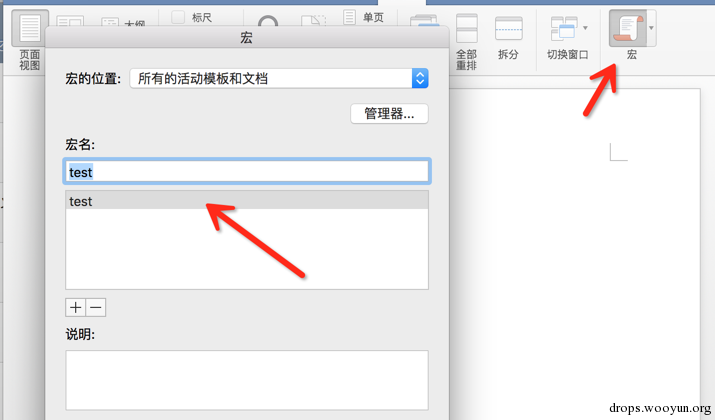 标尺
单页
大纲
页面
视图
全部
重排
拆分
切换窗口
宏
宏
宏的位置: 所有的活动模板和文档
管理器...
宏名:
test
test
说明:
drops.wooyun.org